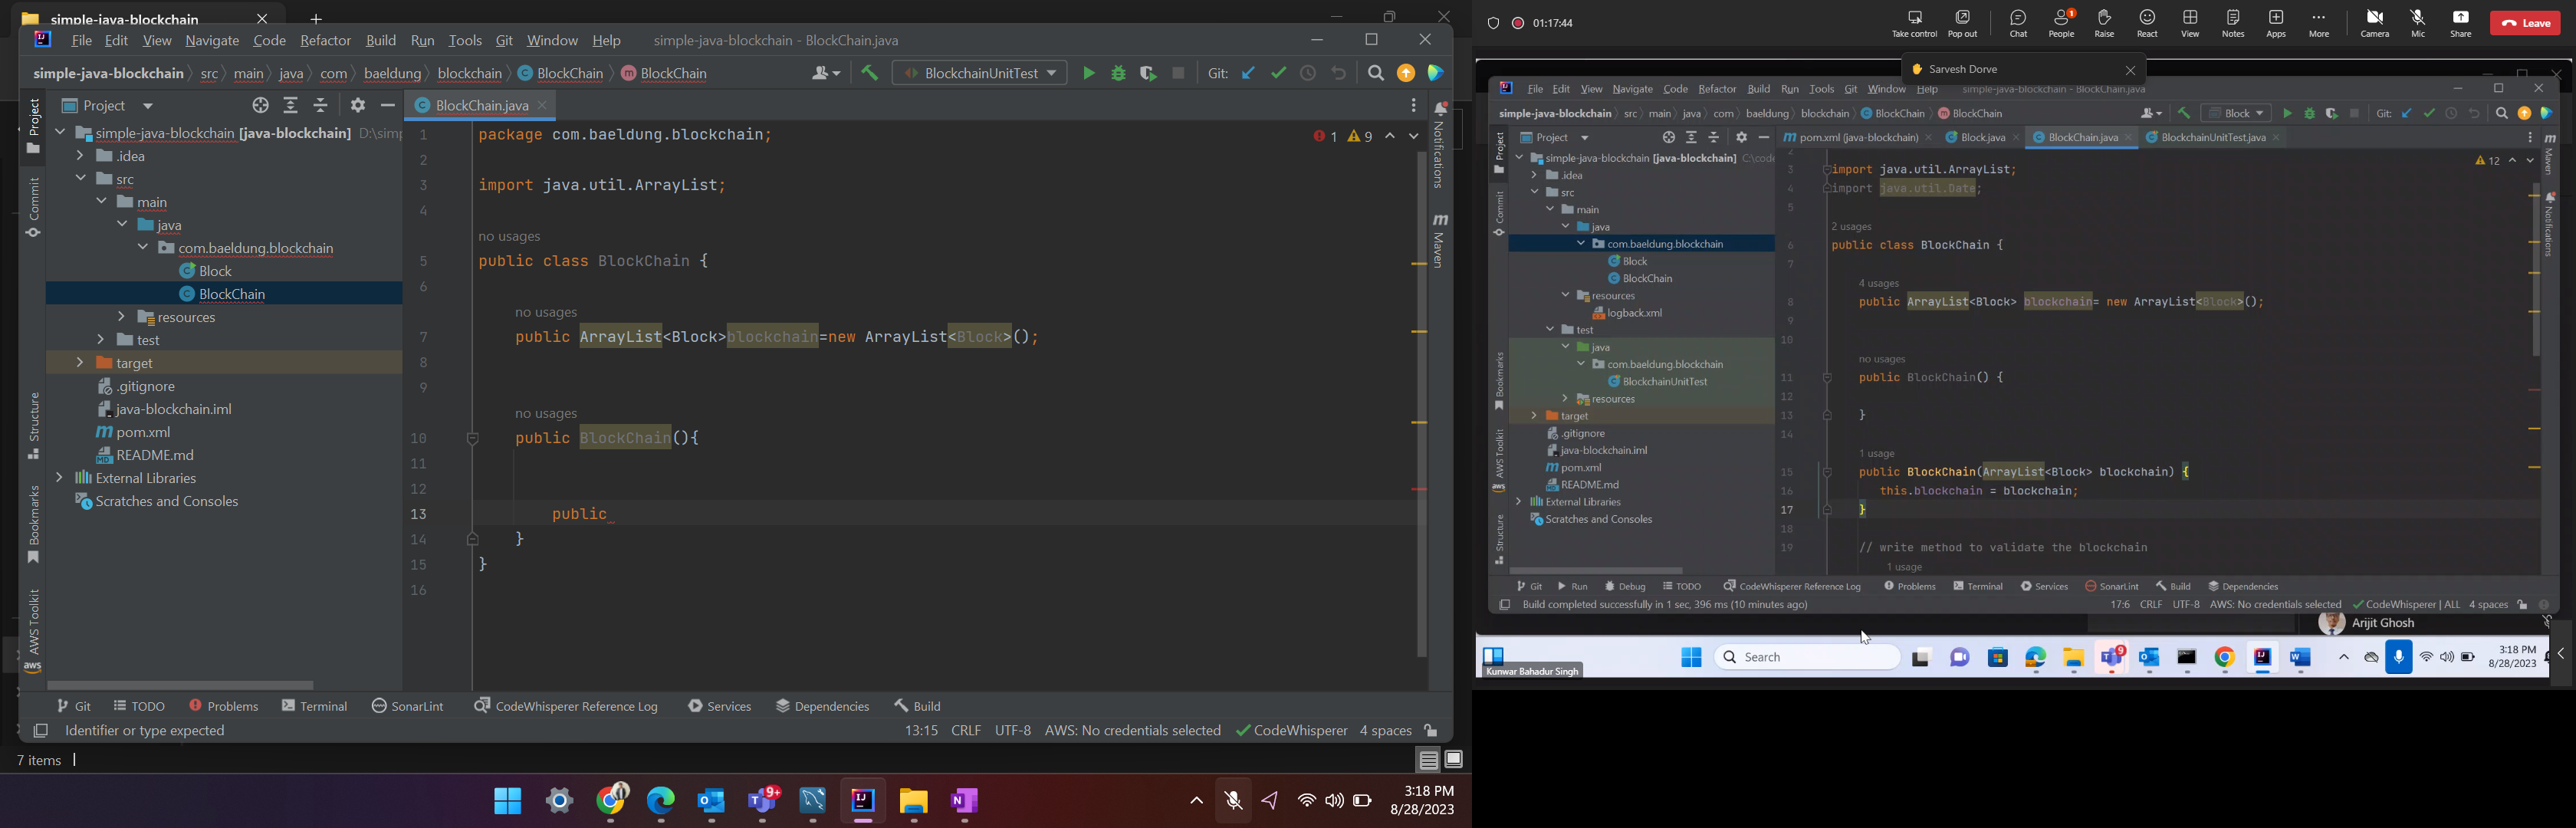 simple-java-blockchain
File Edit View Navigate Code Refactor Build Run Tools Git Window Help simple-java-blockchain - BlockChain.java
simple-java-blockchain src main java com baeldung blockchain BlockChain BlockChain BlockchainUnitTest Git:
Project
BlockChain.java
simple-java-blockchain [java-blockchain]
.idea
src
main
java
com.baeldung.blockchain
Block
BlockChain
resources
test
target
.gitignore
java-blockchain.iml
pom.xml
README.md
External Libraries
Scratches and Consoles
Project
Commit
Structure
Bookmarks
AWS Toolkit
aws
1 package com.baeldung.blockchain;
1 9
2
3 import java.util.ArrayList;
4
no usages
5 public class BlockChain {
6
no usages
7 public ArrayList<Block>blockchain=new ArrayList<Block>();
8
9
no usages
10 public BlockChain(){
11
12
13 public
14 }
15 }
16
Notifications
Maven
Git TODO Problems Terminal SonarLint CodeWhisperer Reference Log Services Dependencies Build
Identifier or type expected 13:15 CRLF UTF-8 AWS: No credentials selected CodeWhisperer 4 spaces
7 items
9+
3:18 PM
8/28/2023
01:17:44
Take control Pop out Chat People 1 Raise React View Notes Apps More Camera Mic Share Leave
Sarvesh Dorve
File Edit View Navigate Code Refactor Build Run Tools Git Window Help simple-java-blockchain - BlockChain.java
simple-java-blockchain src main java com baeldung blockchain BlockChain BlockChain Block Git:
Project
pom.xml (java-blockchain) Block.java BlockChain.java BlockchainUnitTest.java
simple-java-blockchain [java-blockchain]
.idea
src
main
java
com.baeldung.blockchain
Block
BlockChain
resources
logback.xml
test
java
com.baeldung.blockchain
BlockchainUnitTest
resources
target
.gitignore
java-blockchain.iml
pom.xml
README.md
External Libraries
Scratches and Consoles
Project
Commit
Bookmarks
AWS Toolkit
aws
Structure
2
12
3 import java.util.ArrayList;
4 import java.util.Date;
5
2 usages
6 public class BlockChain {
7
4 usages
8 public ArrayList<Block> blockchain= new ArrayList<Block>();
9
10
no usages
11 public BlockChain() {
12
13 }
14
1 usage
15 public BlockChain(ArrayList<Block> blockchain) {
16 this.blockchain = blockchain;
17 }
18
19 // write method to validate the blockchain
1 usage
Maven
Notifications
Git Run Debug TODO CodeWhisperer Reference Log Problems Terminal Services SonarLint Build Dependencies
Build completed successfully in 1 sec, 396 ms (10 minutes ago) 17:6 CRLF UTF-8 AWS: No credentials selected CodeWhisperer | ALL 4 spaces
Arijit Ghosh
Search
9
3:18 PM
8/28/2023
Kunwar Bahadur Singh